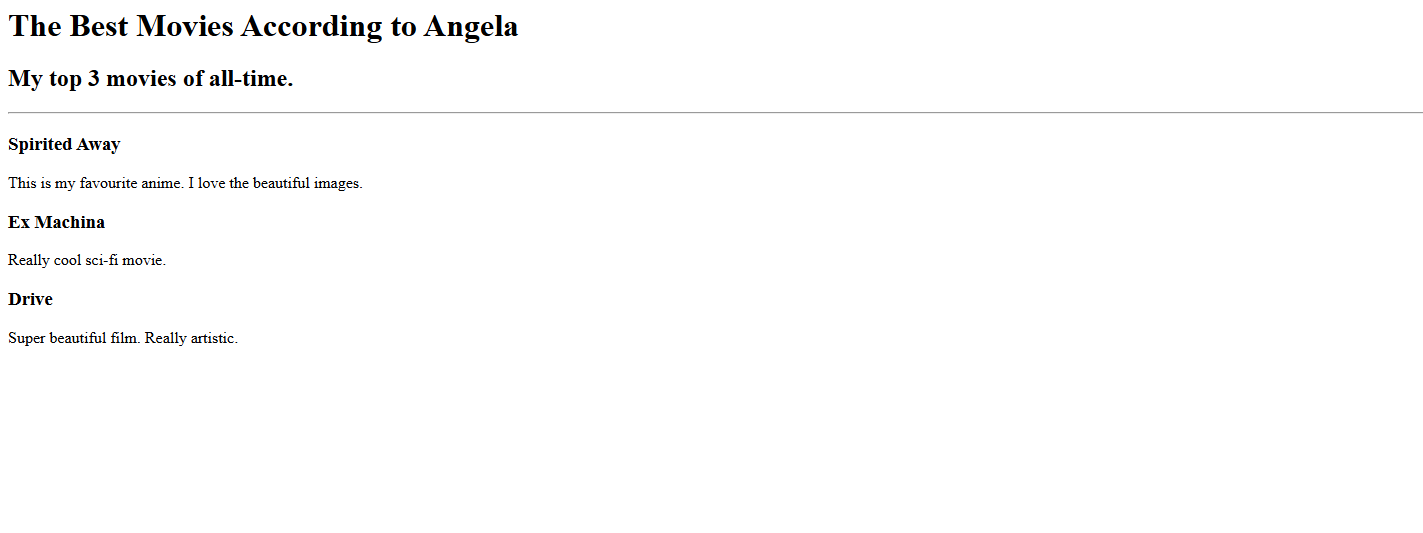 The Best Movies According to Angela
My top 3 movies of all-time.
Spirited Away
This is my favourite anime. I love the beautiful images.
Ex Machina
Really cool sci-fi movie.
Drive
Super beautiful film. Really artistic.